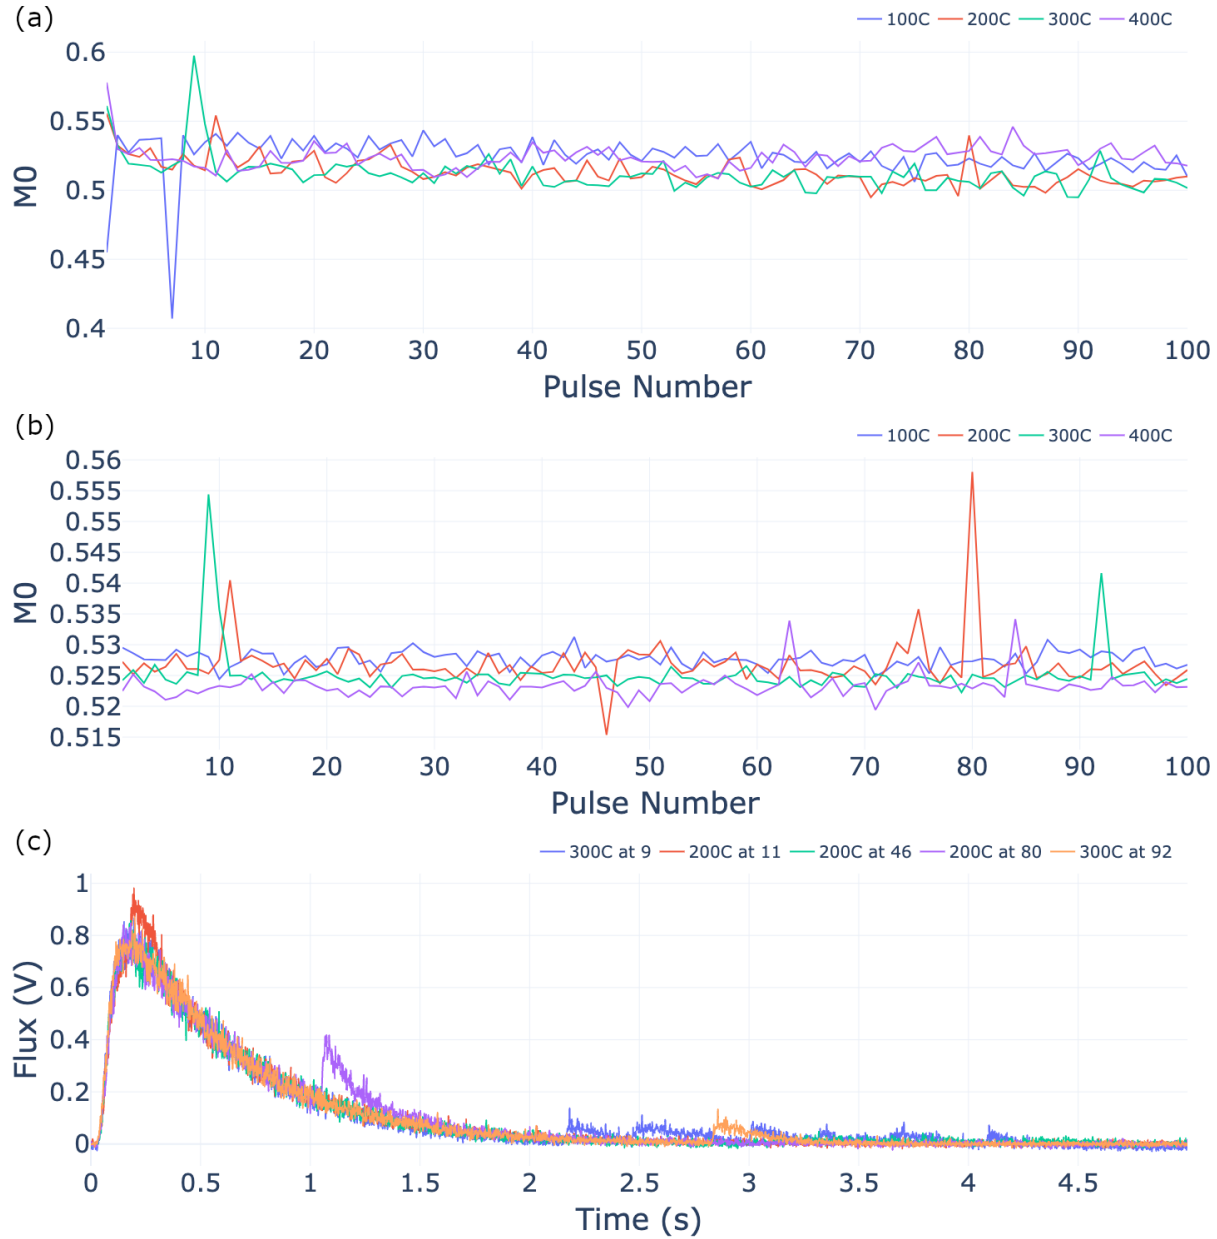 (a)
100C 200C 300C 400C
0.6
0.55
0.5
0.45
0.4
M0
10 20 30 40 50 60 70 80 90 100
Pulse Number
(b)
100C 200C 300C 400C
0.56
0.555
0.55
0.545
0.54
0.535
0.53
0.525
0.52
0.515
M0
10 20 30 40 50 60 70 80 90 100
Pulse Number
(c)
300C at 9 200C at 11 200C at 46 200C at 80 300C at 92
1
0.8
0.6
0.4
0.2
0
Flux (V)
0 0.5 1 1.5 2 2.5 3 3.5 4 4.5
Time (s)